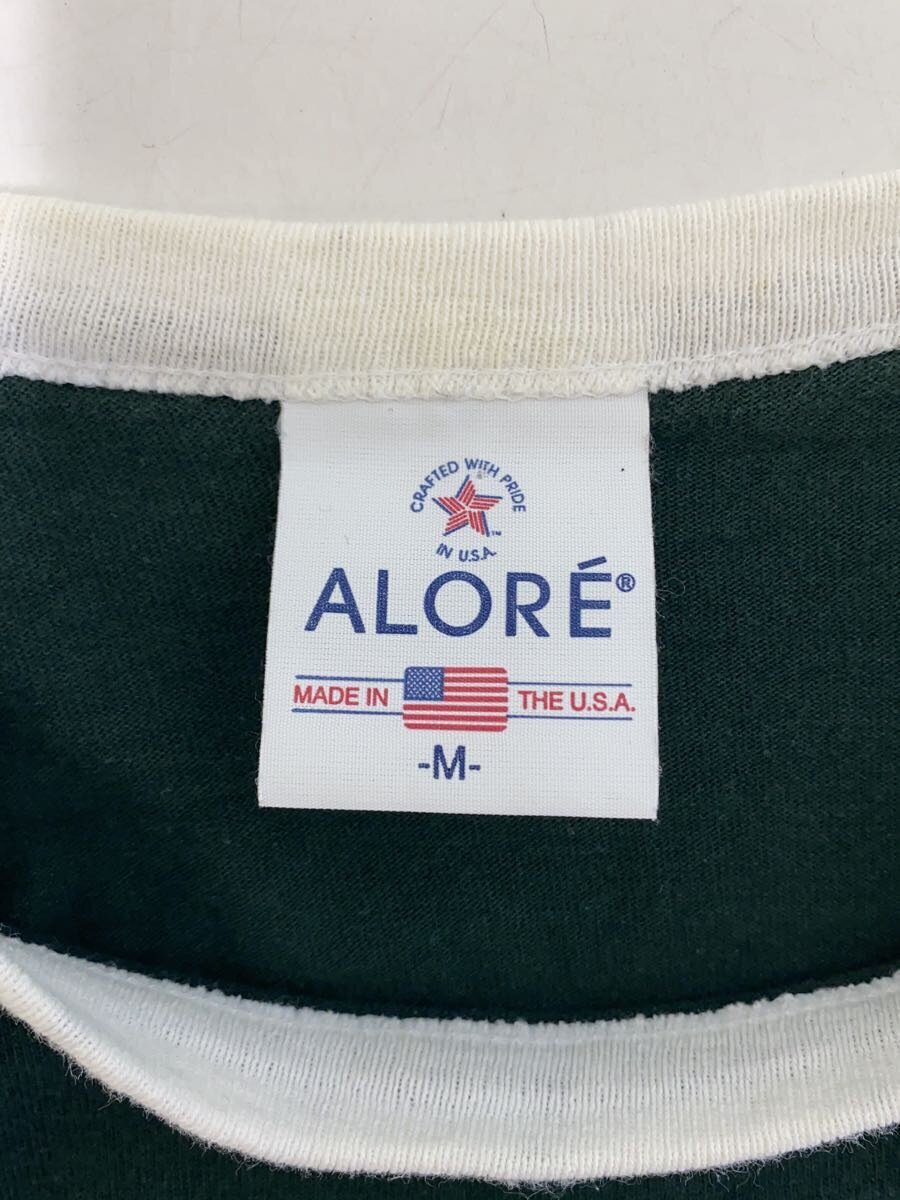 CRAFTED WITH PRIDE
™
IN U.S.A.
ALORÉ®
MADE IN THE U.S.A.
-M-